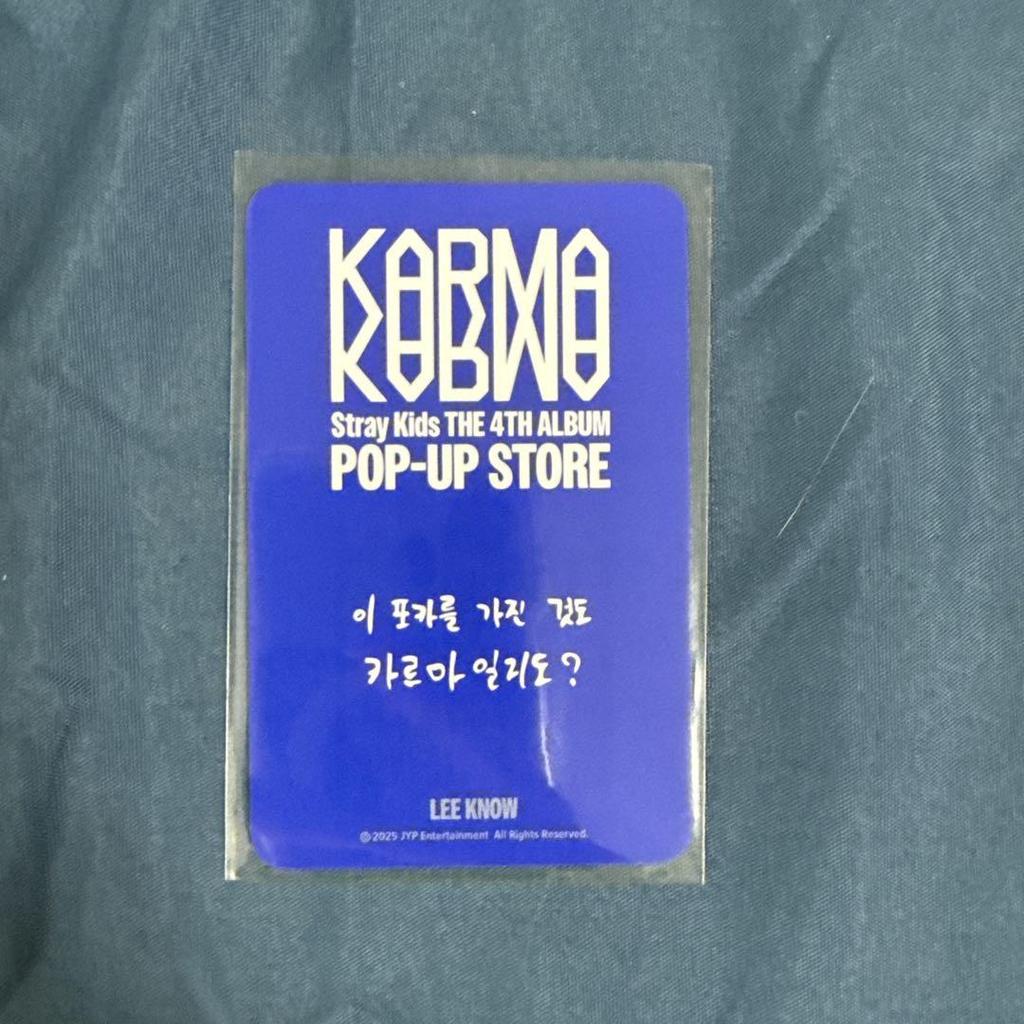 KARMA
Stray Kids THE 4TH ALBUM
POP-UP STORE
이 포카를 가진 것도
카르마 일리도?
LEE KNOW
© 2025 JYP Entertainment All Rights Reserved.